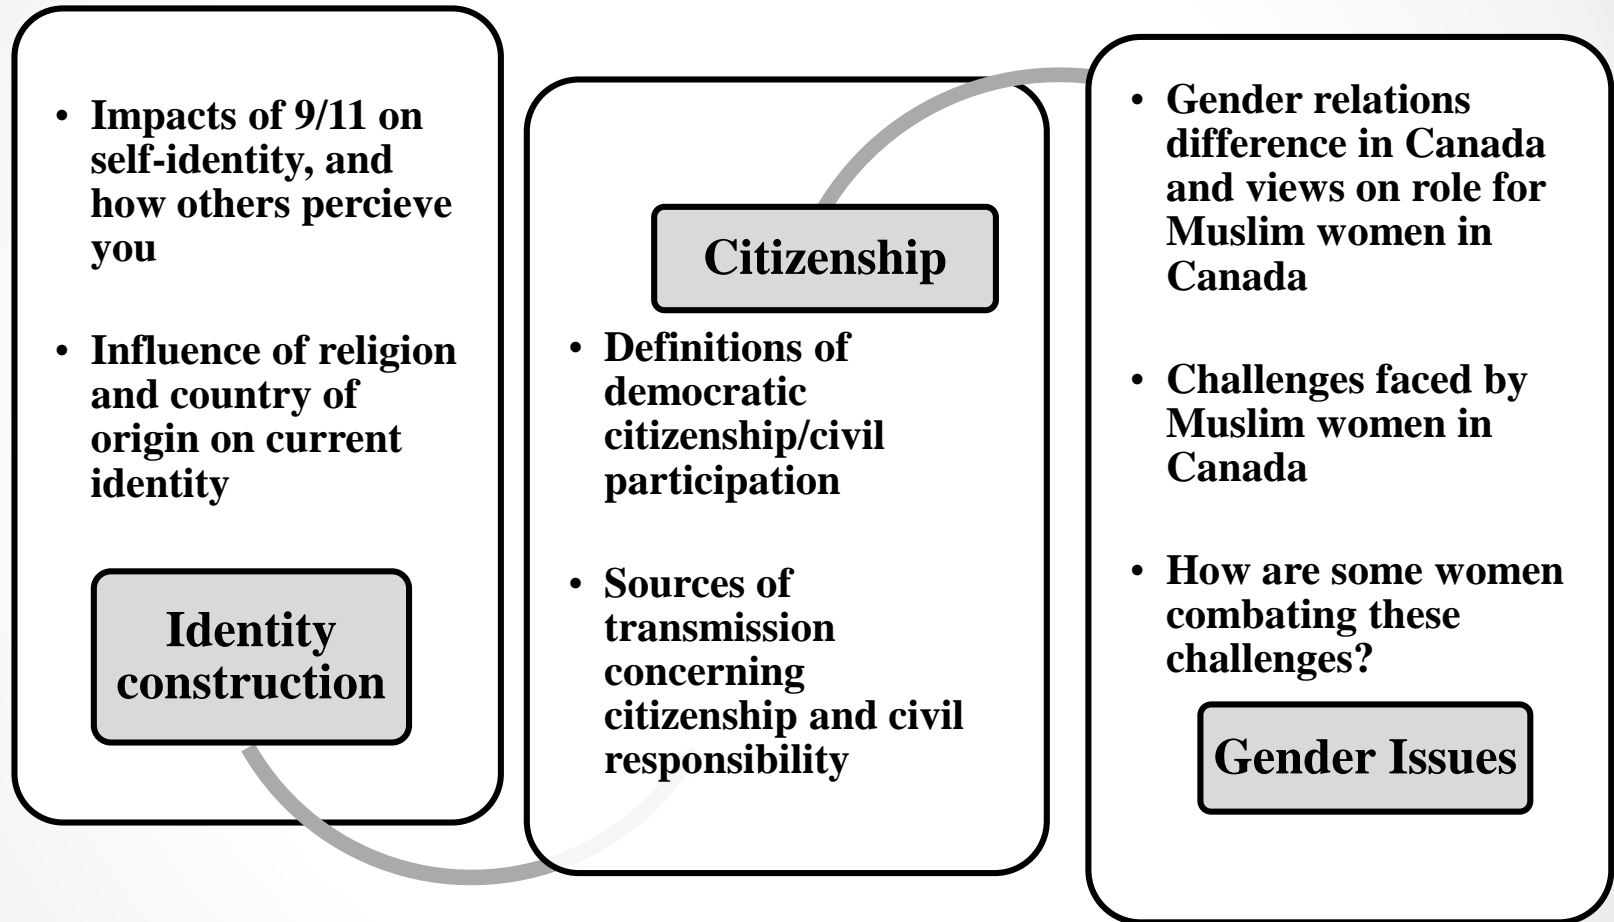 • Impacts of 9/11 on
self-identity, and
how others percieve
you
• Influence of religion
and country of
origin on current
identity
Identity
construction
Citizenship
• Definitions of
democratic
citizenship/civil
participation
• Sources of
transmission
concerning
citizenship and civil
responsibility
• Gender relations
difference in Canada
and views on role for
Muslim women in
Canada
• Challenges faced by
Muslim women in
Canada
• How are some women
combating these
challenges?
Gender Issues